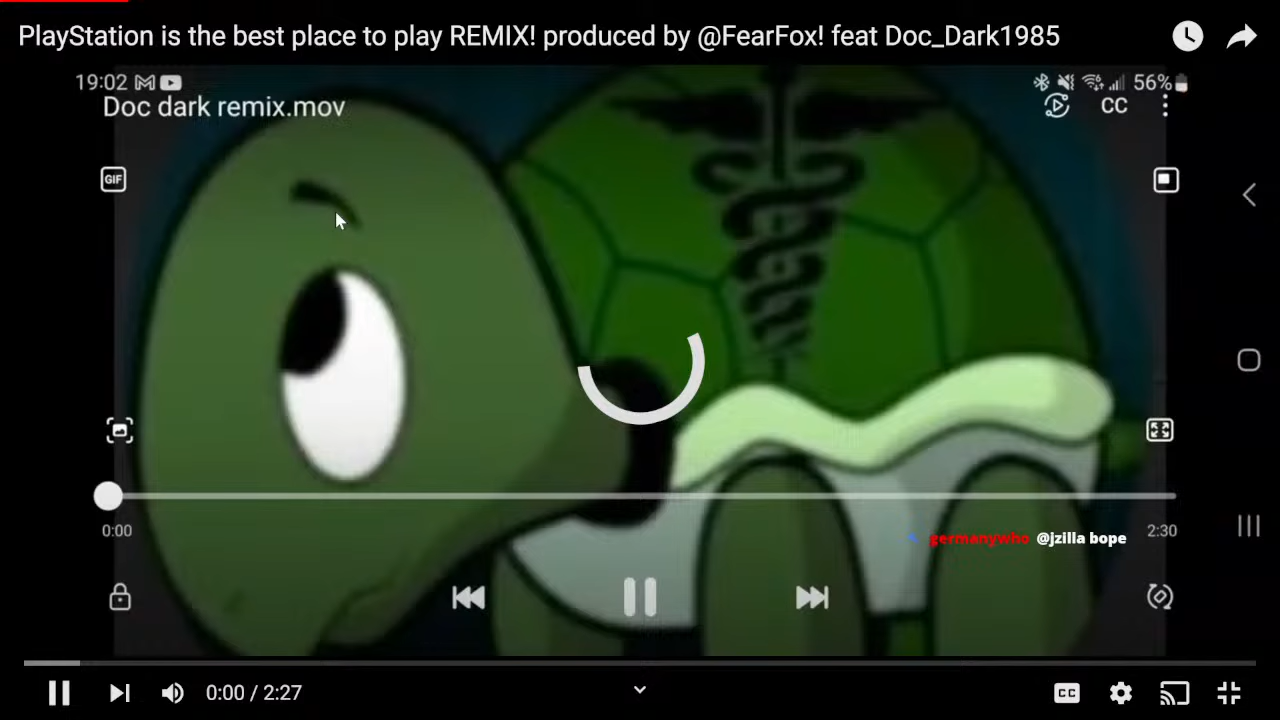 PlayStation is the best place to play REMIX! produced by @FearFox! feat Doc_Dark1985
19:02
56%
Doc dark remix.mov
CC
GIF
0:00
2:30
germanywho @jzilla bope
0:00 / 2:27
CC